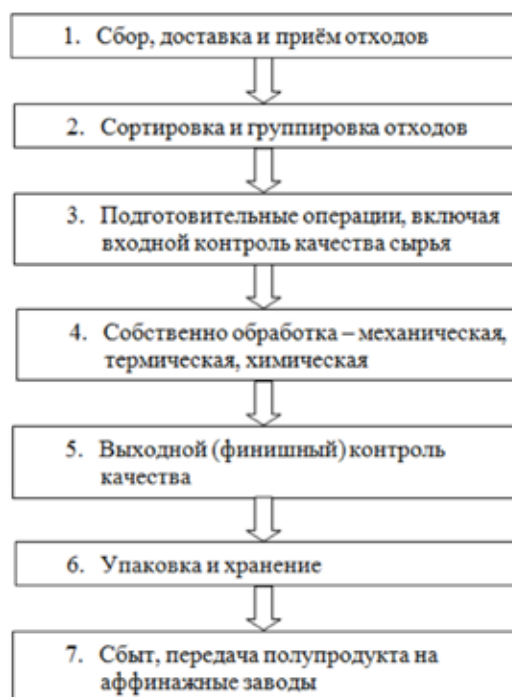 1. Сбор, доставка и приём отходов
2. Сортировка и группировка отходов
3. Подготовительные операции, включая
входной контроль качества сырья
4. Собственно обработка – механическая,
термическая, химическая
5. Выходной (финишный) контроль
качества
6. Упаковка и хранение
7. Сбыт, передача полупродукта на
аффинажные заводы